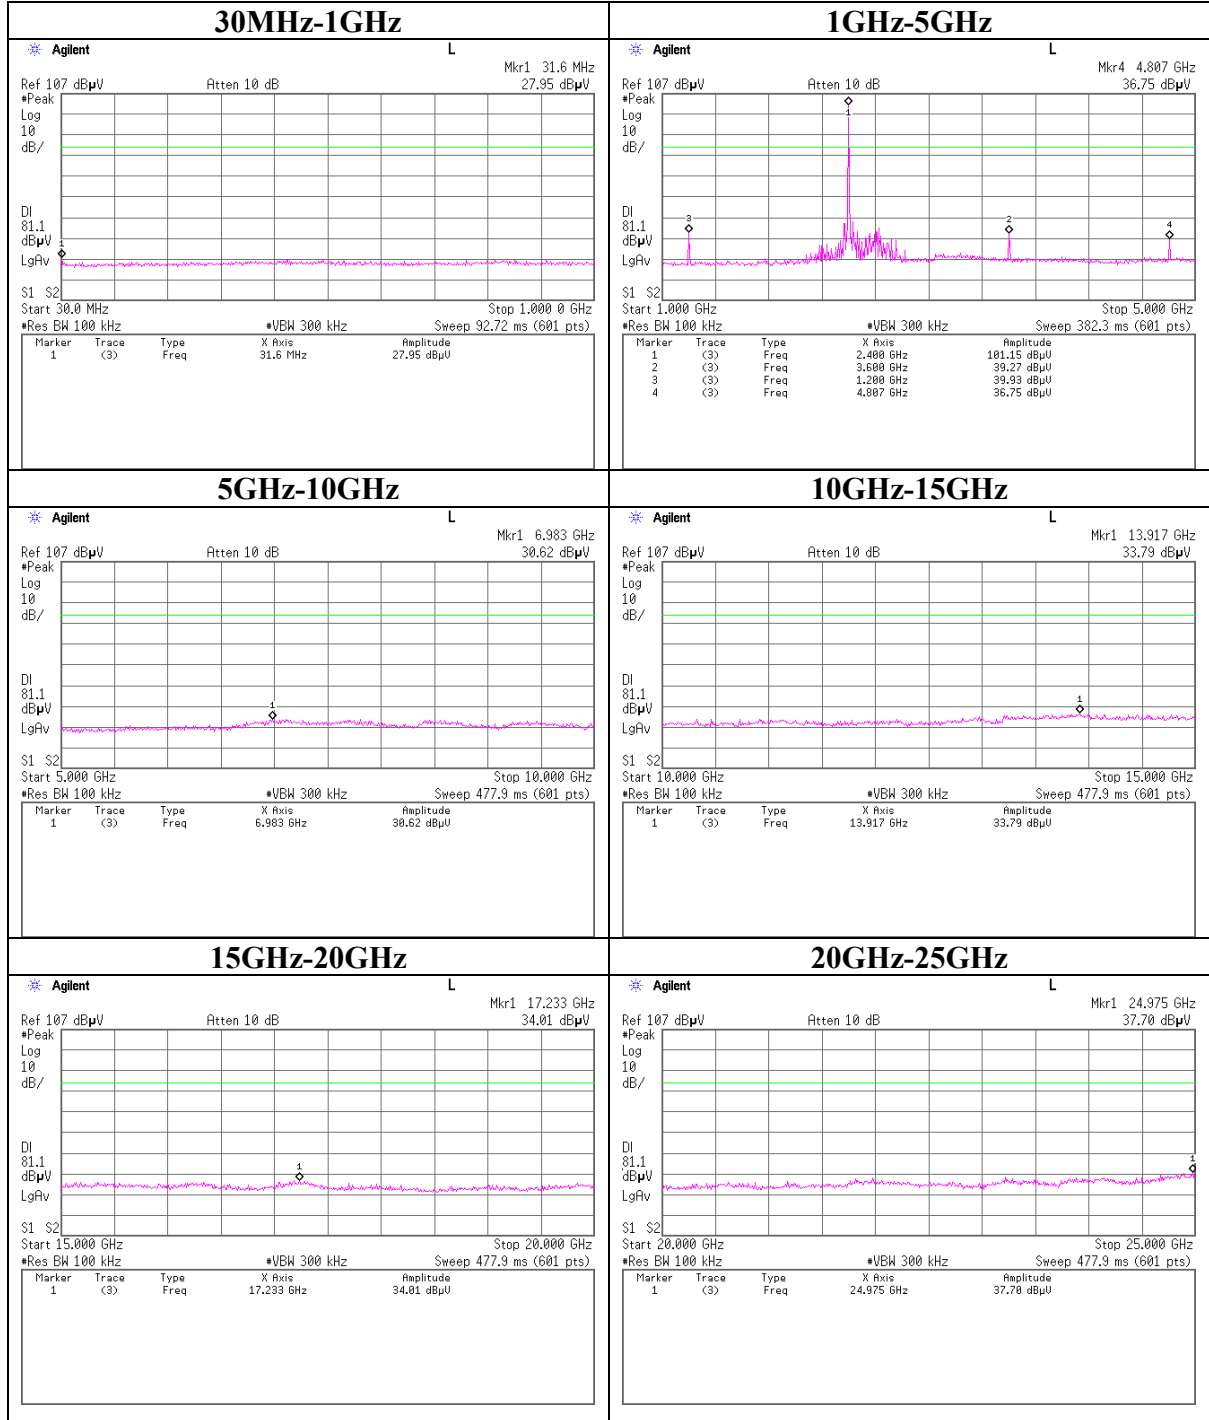 30MHz-1GHz
Agilent
L
Mkr1 31.6 MHz
Ref 107 dBµV Atten 10 dB 27.95 dBµV
#Peak
Log
10
dB/
DI
81.1
dBµV
LgAv
S1 S2
1
Start 30.0 MHz Stop 1.000 0 GHz
#Res BW 100 kHz #VBW 300 kHz Sweep 92.72 ms (601 pts)
Marker Trace Type X Axis Amplitude
1 (3) Freq 31.6 MHz 27.95 dBµV
1GHz-5GHz
Agilent
L
Mkr4 4.807 GHz
Ref 107 dBµV Atten 10 dB 36.75 dBµV
#Peak
Log
10
dB/
DI
81.1
dBµV
LgAv
S1 S2
1
3
2
4
Start 1.000 GHz Stop 5.000 GHz
#Res BW 100 kHz #VBW 300 kHz Sweep 382.3 ms (601 pts)
Marker Trace Type X Axis Amplitude
1 (3) Freq 2.400 GHz 101.15 dBµV
2 (3) Freq 3.600 GHz 39.27 dBµV
3 (3) Freq 1.200 GHz 39.93 dBµV
4 (3) Freq 4.807 GHz 36.75 dBµV
5GHz-10GHz
Agilent
L
Mkr1 6.983 GHz
Ref 107 dBµV Atten 10 dB 30.62 dBµV
#Peak
Log
10
dB/
DI
81.1
dBµV
LgAv
S1 S2
1
Start 5.000 GHz Stop 10.000 GHz
#Res BW 100 kHz #VBW 300 kHz Sweep 477.9 ms (601 pts)
Marker Trace Type X Axis Amplitude
1 (3) Freq 6.983 GHz 30.62 dBµV
10GHz-15GHz
Agilent
L
Mkr1 13.917 GHz
Ref 107 dBµV Atten 10 dB 33.79 dBµV
#Peak
Log
10
dB/
DI
81.1
dBµV
LgAv
S1 S2
1
Start 10.000 GHz Stop 15.000 GHz
#Res BW 100 kHz #VBW 300 kHz Sweep 477.9 ms (601 pts)
Marker Trace Type X Axis Amplitude
1 (3) Freq 13.917 GHz 33.79 dBµV
15GHz-20GHz
Agilent
L
Mkr1 17.233 GHz
Ref 107 dBµV Atten 10 dB 34.01 dBµV
#Peak
Log
10
dB/
DI
81.1
dBµV
LgAv
S1 S2
1
Start 15.000 GHz Stop 20.000 GHz
#Res BW 100 kHz #VBW 300 kHz Sweep 477.9 ms (601 pts)
Marker Trace Type X Axis Amplitude
1 (3) Freq 17.233 GHz 34.01 dBµV
20GHz-25GHz
Agilent
L
Mkr1 24.975 GHz
Ref 107 dBµV Atten 10 dB 37.70 dBµV
#Peak
Log
10
dB/
DI
81.1
dBµV
LgAv
S1 S2
1
Start 20.000 GHz Stop 25.000 GHz
#Res BW 100 kHz #VBW 300 kHz Sweep 477.9 ms (601 pts)
Marker Trace Type X Axis Amplitude
1 (3) Freq 24.975 GHz 37.70 dBµV